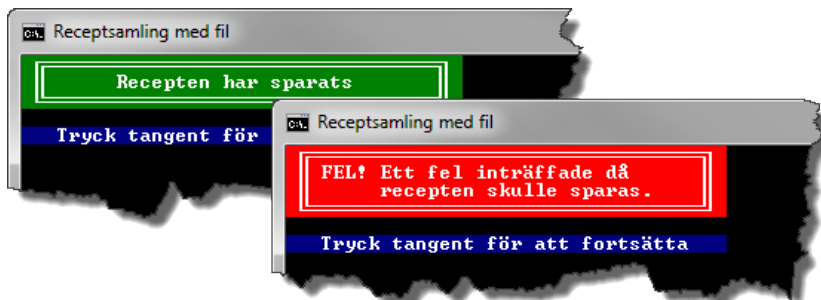 Receptsamling med fil
Recepten har sparats
Tryck tangent för
Receptsamling med fil
FEL! Ett fel inträffade då
recepten skulle sparas.
Tryck tangent för att fortsätta